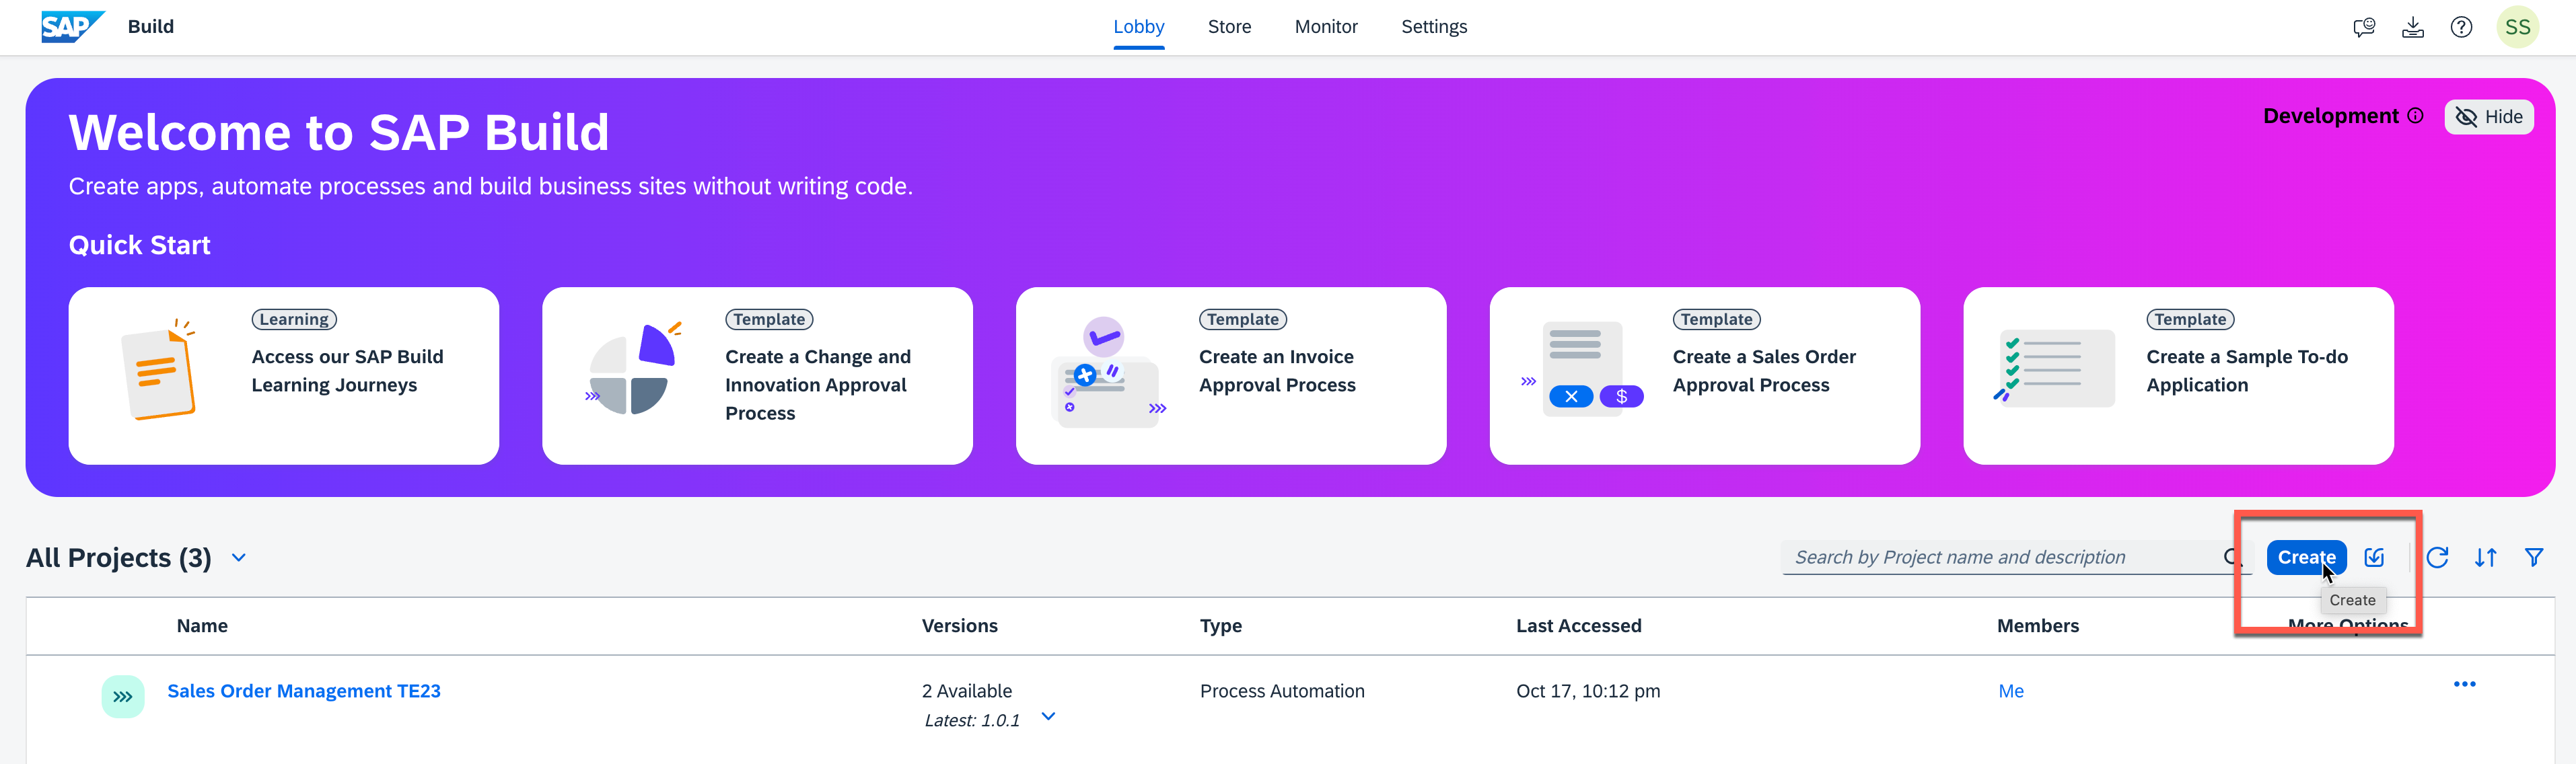 SAP Build Lobby Store Monitor Settings SS
Welcome to SAP Build
Development Hide
Create apps, automate processes and build business sites without writing code.
Quick Start
Learning
Access our SAP Build
Learning Journeys
Template
Create a Change and
Innovation Approval
Process
Template
Create an Invoice
Approval Process
Template
Create a Sales Order
Approval Process
Template
Create a Sample To-do
Application
All Projects (3)
Search by Project name and description
Create
Create
Name Versions Type Last Accessed Members More Options
Sales Order Management TE23 2 Available Process Automation Oct 17, 10:12 pm Me
Latest: 1.0.1